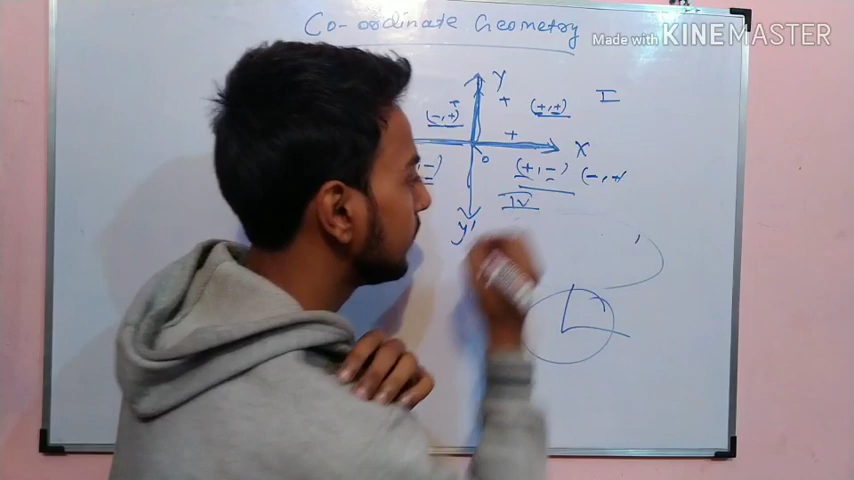 Co-ordinate Geometry
Made with KINEMASTER
Y
+
+ (+,+) I
(-,+)
+
X
0
-)
(+,-) (-,+
IV
y'